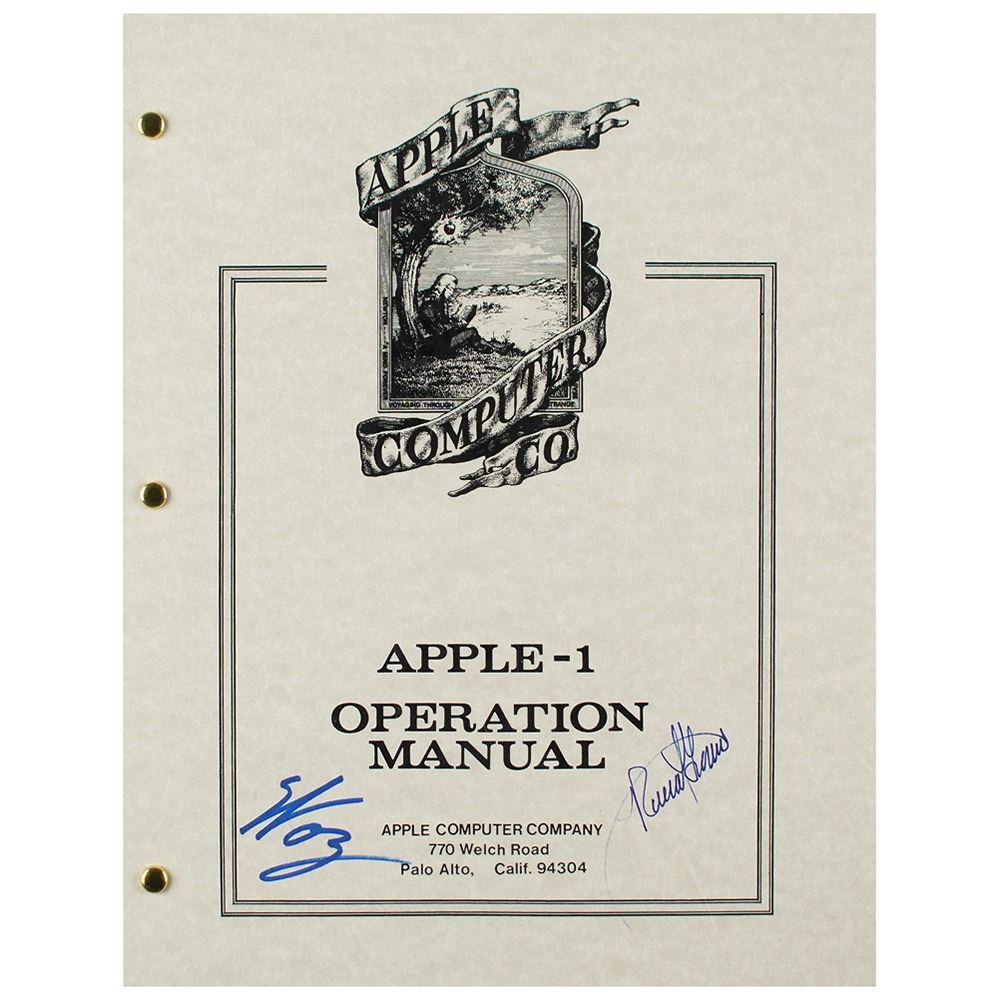 APPLE
COMPUTER
CO.
VOYAGING THROUGH
STRANGE
APPLE-1
OPERATION
MANUAL
Woz
APPLE COMPUTER COMPANY
770 Welch Road
Palo Alto, Calif. 94304